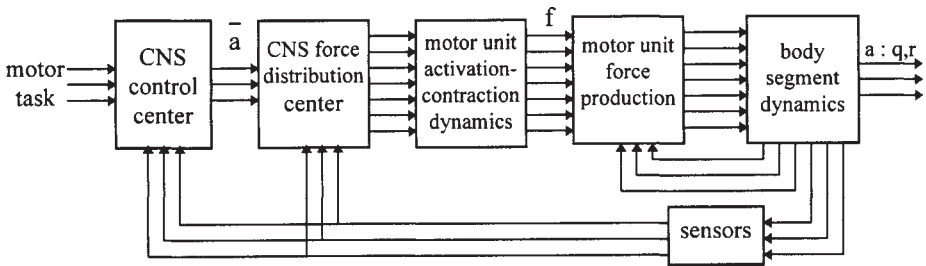 motor
task
CNS
control
center
a
CNS force
distribution
center
motor unit
activation-
contraction
dynamics
f
motor unit
force
production
body
segment
dynamics
a : q,r
sensors